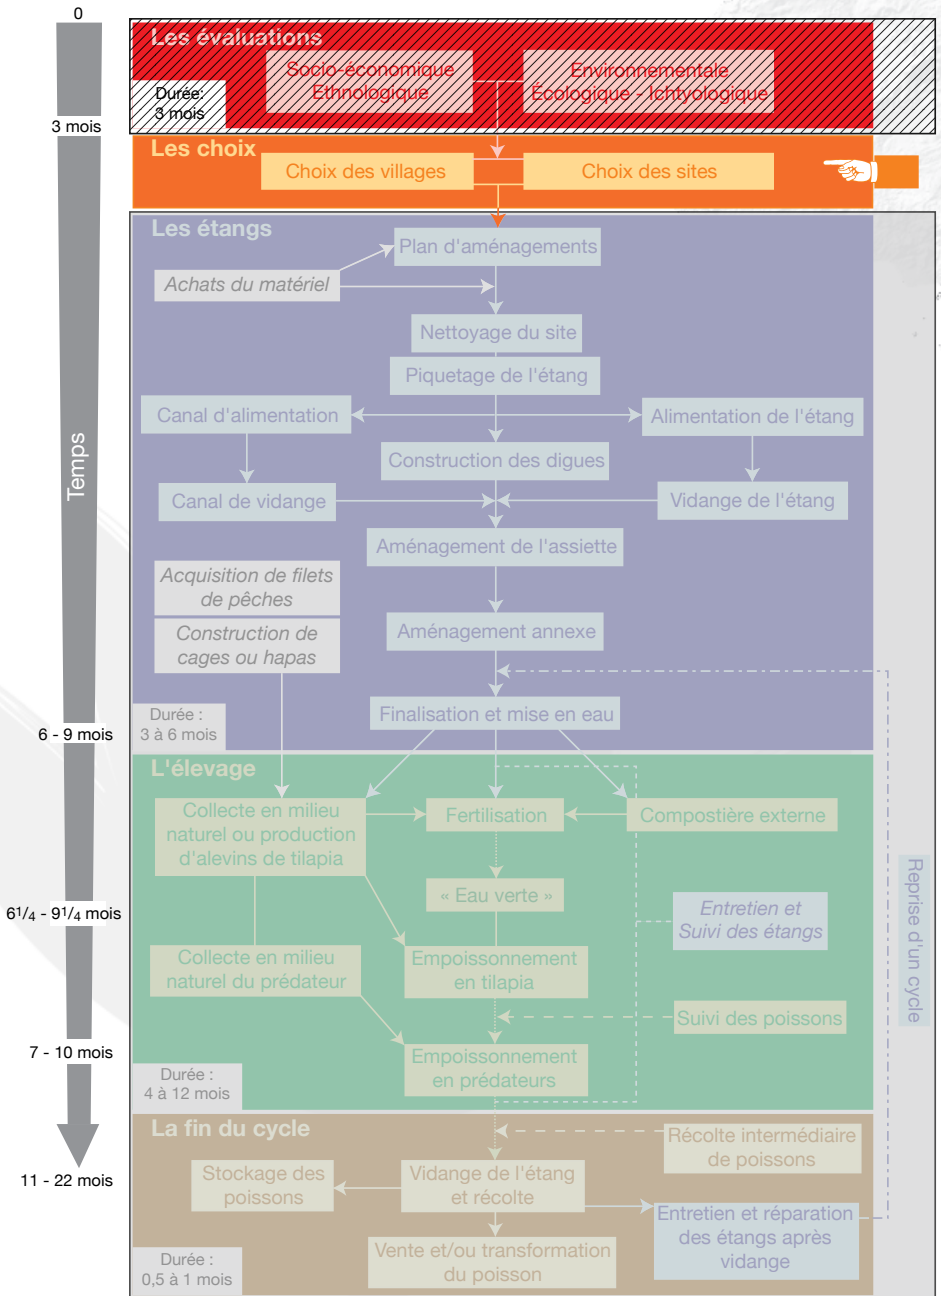 0
Les évaluations
Socio-économique
Ethnologique
Environnementale
Écologique - Ichtyologique
Durée:
3 mois
3 mois
Les choix
Choix des villages
Choix des sites
Les étangs
Plan d'aménagements
Achats du matériel
Nettoyage du site
Piquetage de l'étang
Canal d'alimentation
Alimentation de l'étang
Temps
Construction des digues
Canal de vidange
Vidange de l'étang
Aménagement de l'assiette
Acquisition de filets
de pêches
Construction de
cages ou hapas
Aménagement annexe
Durée :
3 à 6 mois
Finalisation et mise en eau
6 - 9 mois
L'élevage
Collecte en milieu
naturel ou production
d'alevins de tilapia
Fertilisation
Compostière externe
« Eau verte »
6 1/4 - 9 1/4 mois
Entretien et
Suivi des étangs
Reprise d'un cycle
Collecte en milieu
naturel du prédateur
Empoissonnement
en tilapia
Suivi des poissons
7 - 10 mois
Empoissonnement
en prédateurs
Durée :
4 à 12 mois
La fin du cycle
Récolte intermédiaire
de poissons
11 - 22 mois
Stockage des
poissons
Vidange de l'étang
et récolte
Entretien et réparation
des étangs après
vidange
Vente et/ou transformation
du poisson
Durée :
0,5 à 1 mois